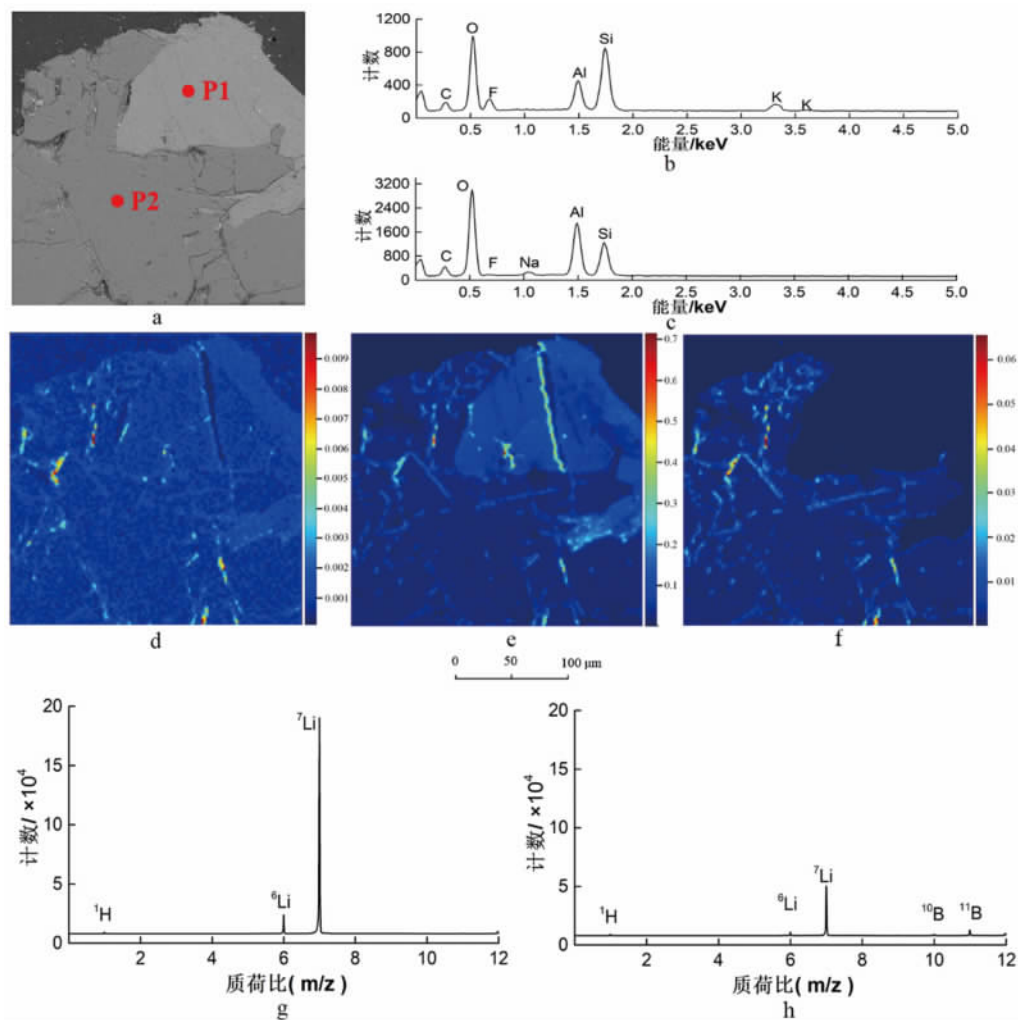 P1
P2
a
1200
800
400
0
计数
C
O
F
Al
Si
K
K
0.5 1.0 1.5 2.0 2.5 3.0 3.5 4.0 4.5 5.0
能量/keV
b
3200
2400
1600
800
0
计数
C
O
F
Na
Al
Si
0.5 1.0 1.5 2.0 2.5 3.0 3.5 4.0 4.5 5.0
能量/keV
c
0.009
0.008
0.007
0.006
0.005
0.004
0.003
0.002
0.001
d
0.7
0.6
0.5
0.4
0.3
0.2
0.1
e
0.06
0.05
0.04
0.03
0.02
0.01
f
0 50 100 μm
20
15
10
5
0
计数/ ×10⁴
¹H
⁶Li
⁷Li
2 4 6 8 10 12
质荷比( m/z )
g
20
15
10
5
0
计数/ ×10⁴
¹H
⁶Li
⁷Li
¹⁰B
¹¹B
2 4 6 8 10 12
质荷比( m/z )
h